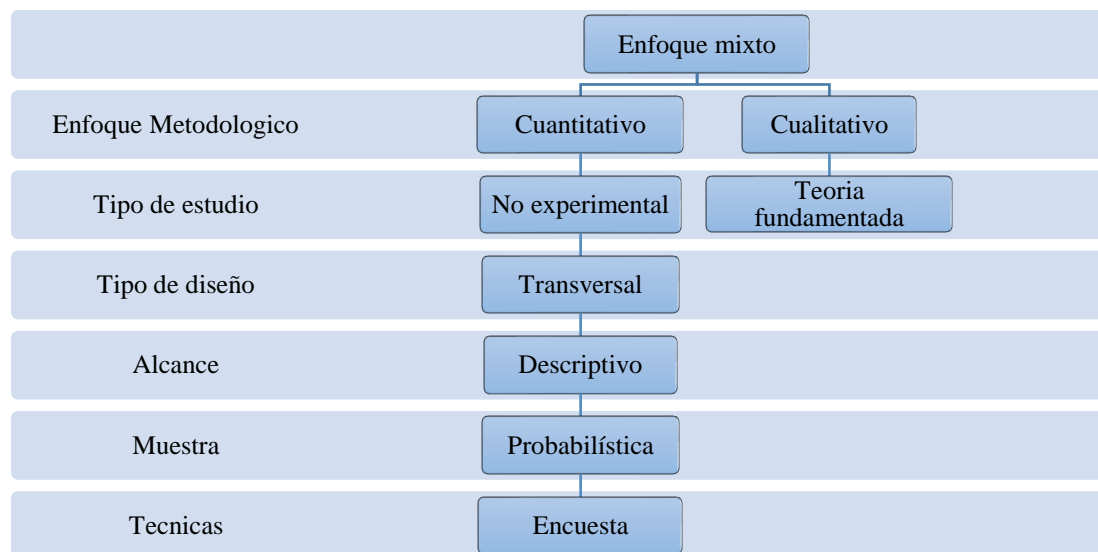 Enfoque mixto
Enfoque Metodologico
Cuantitativo
Cualitativo
Tipo de estudio
No experimental
Teoria
fundamentada
Tipo de diseño
Transversal
Alcance
Descriptivo
Muestra
Probabilística
Tecnicas
Encuesta